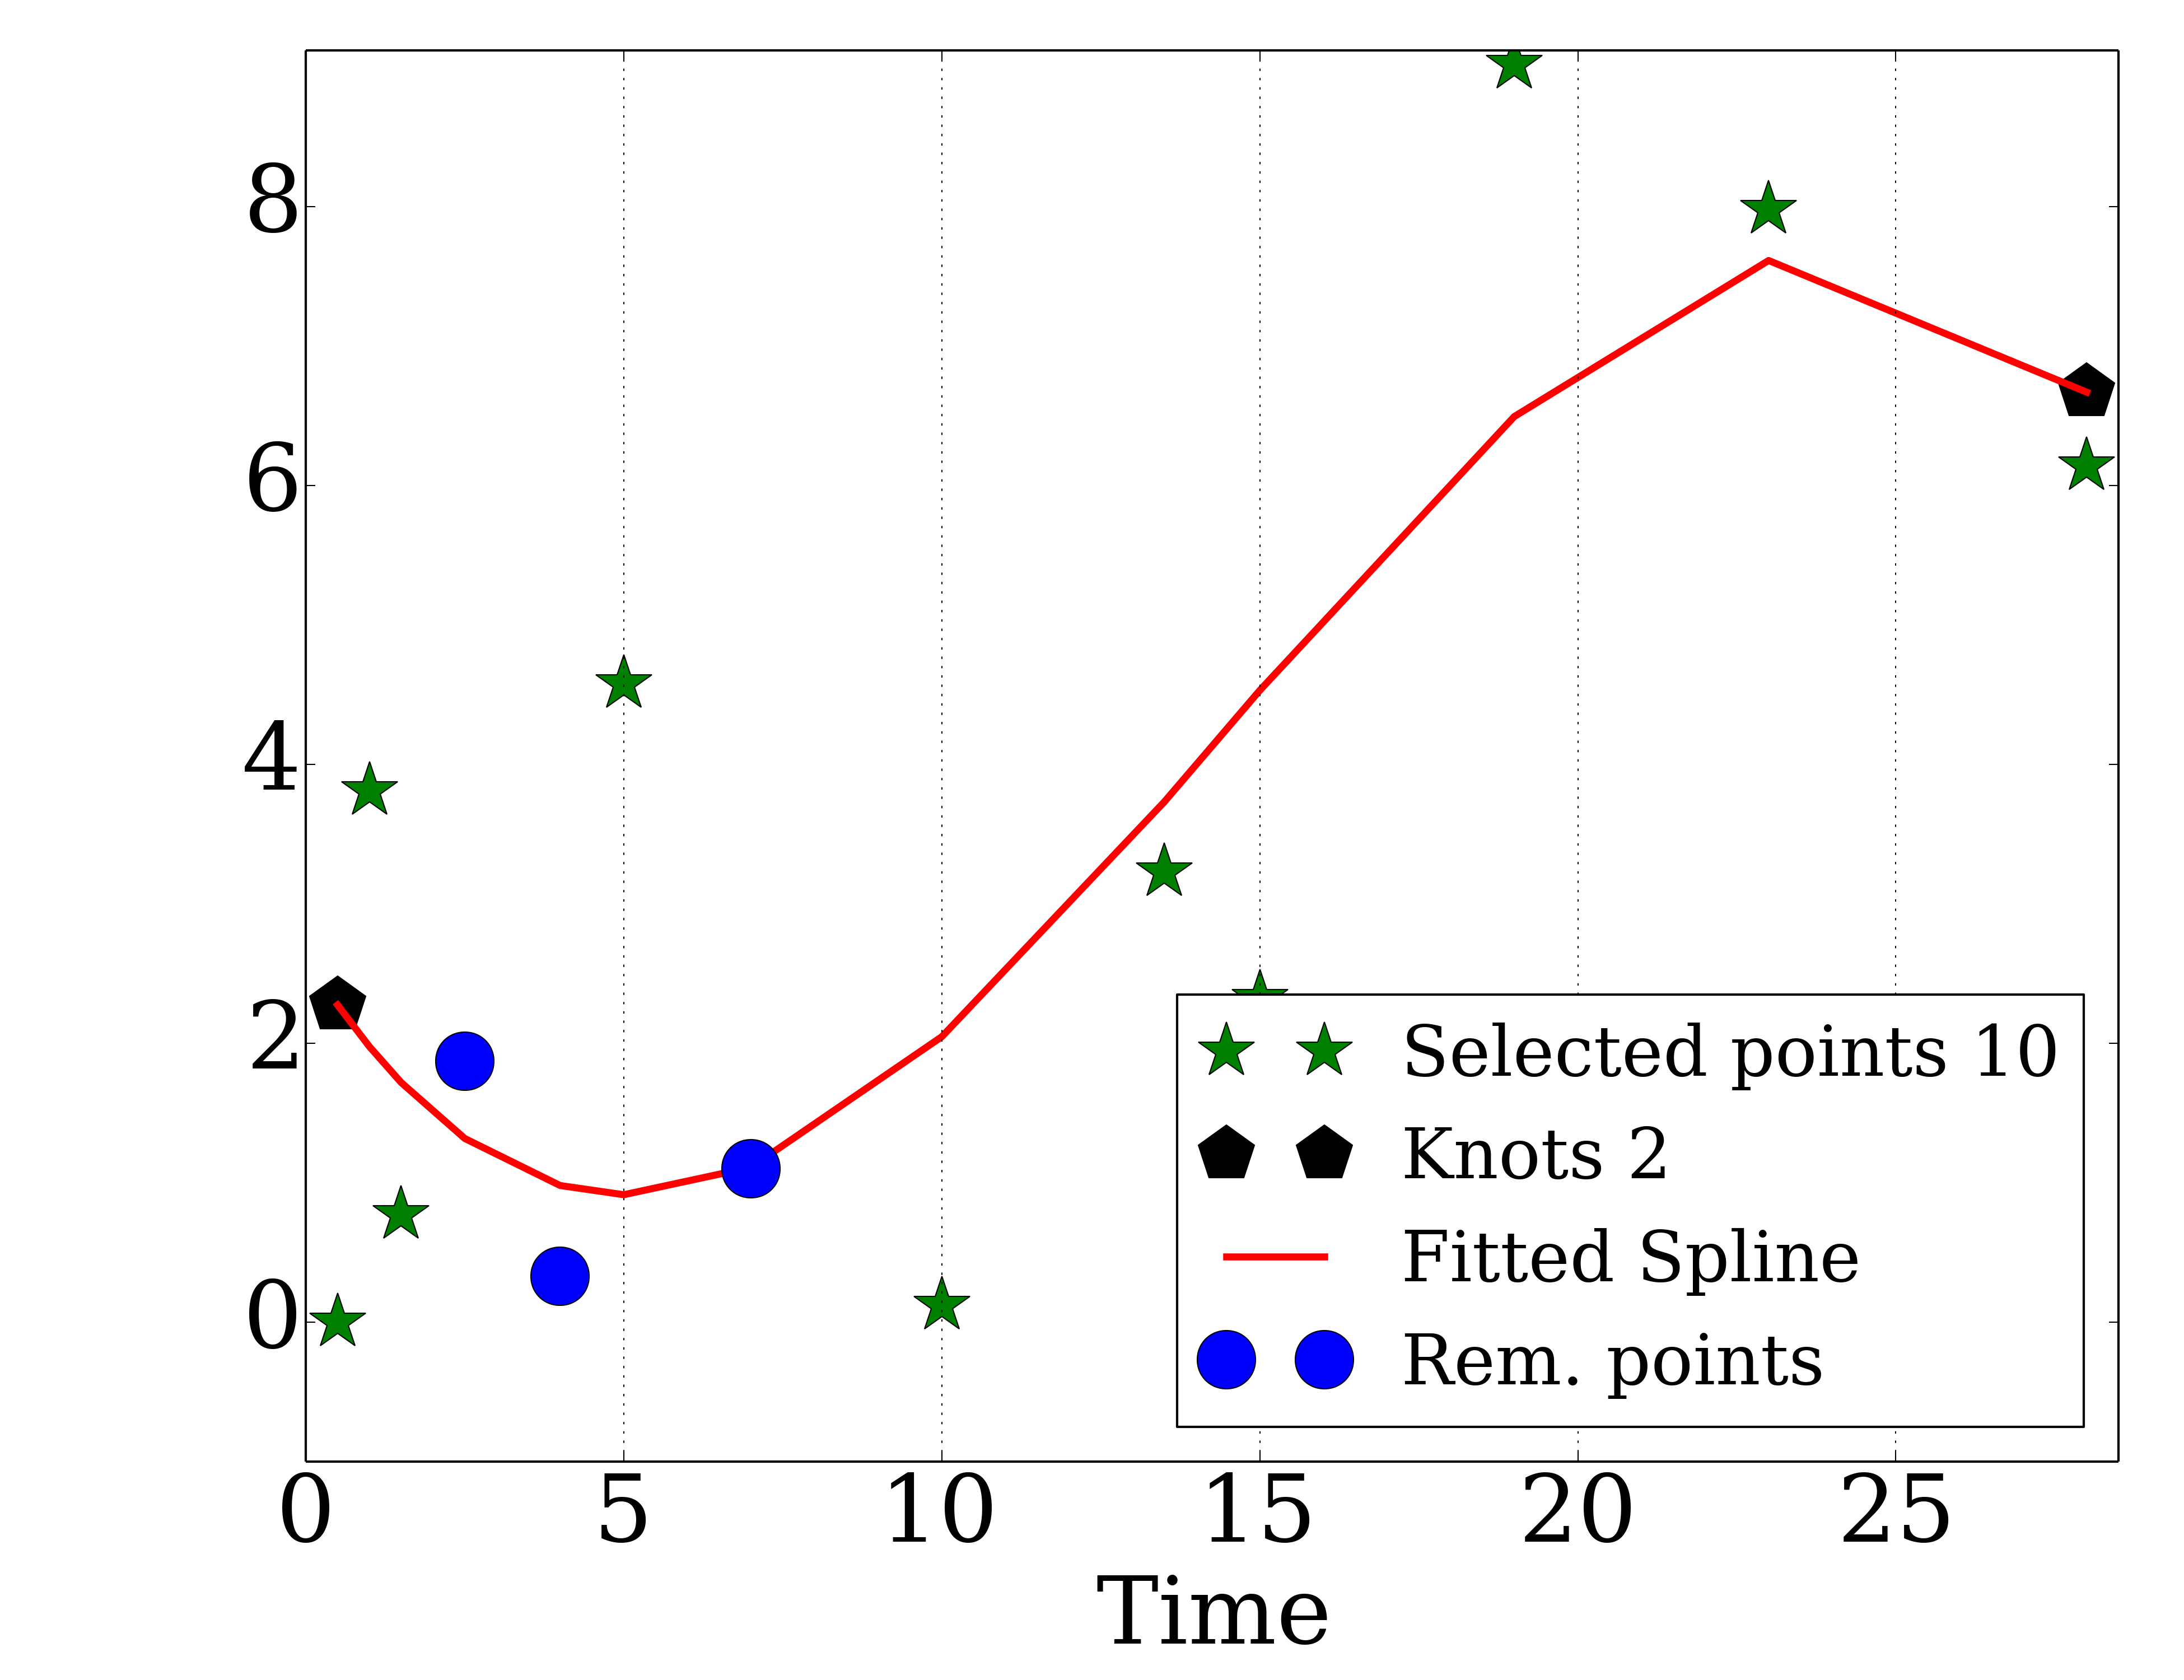 8
6
4
2
0
0 5 10 15 20 25
Time
Selected points 10
Knots 2
Fitted Spline
Rem. points